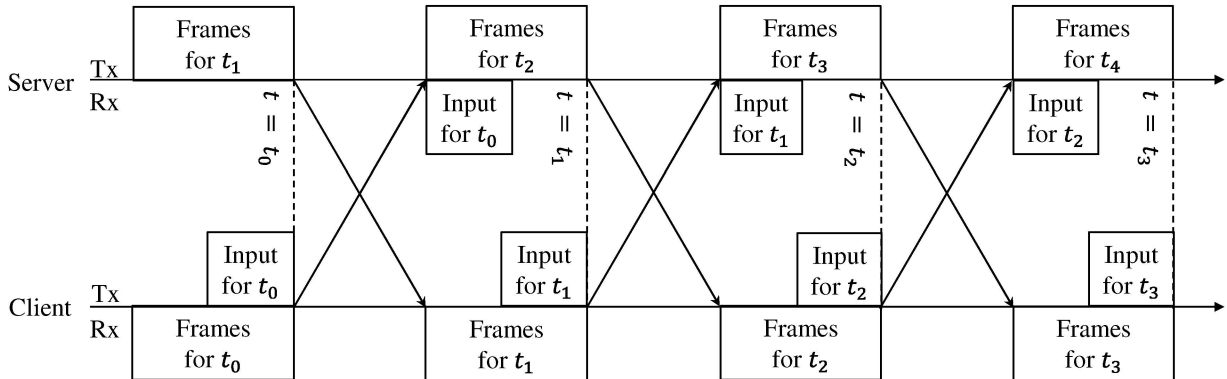 Frames
for t₁
Frames
for t₂
Frames
for t₃
Frames
for t₄
Server
Tx
Rx
t = t₀
Input
for t₀
t = t₁
Input
for t₁
t = t₂
Input
for t₂
t = t₃
Input
for t₀
Input
for t₁
Input
for t₂
Input
for t₃
Client
Tx
Rx
Frames
for t₀
Frames
for t₁
Frames
for t₂
Frames
for t₃